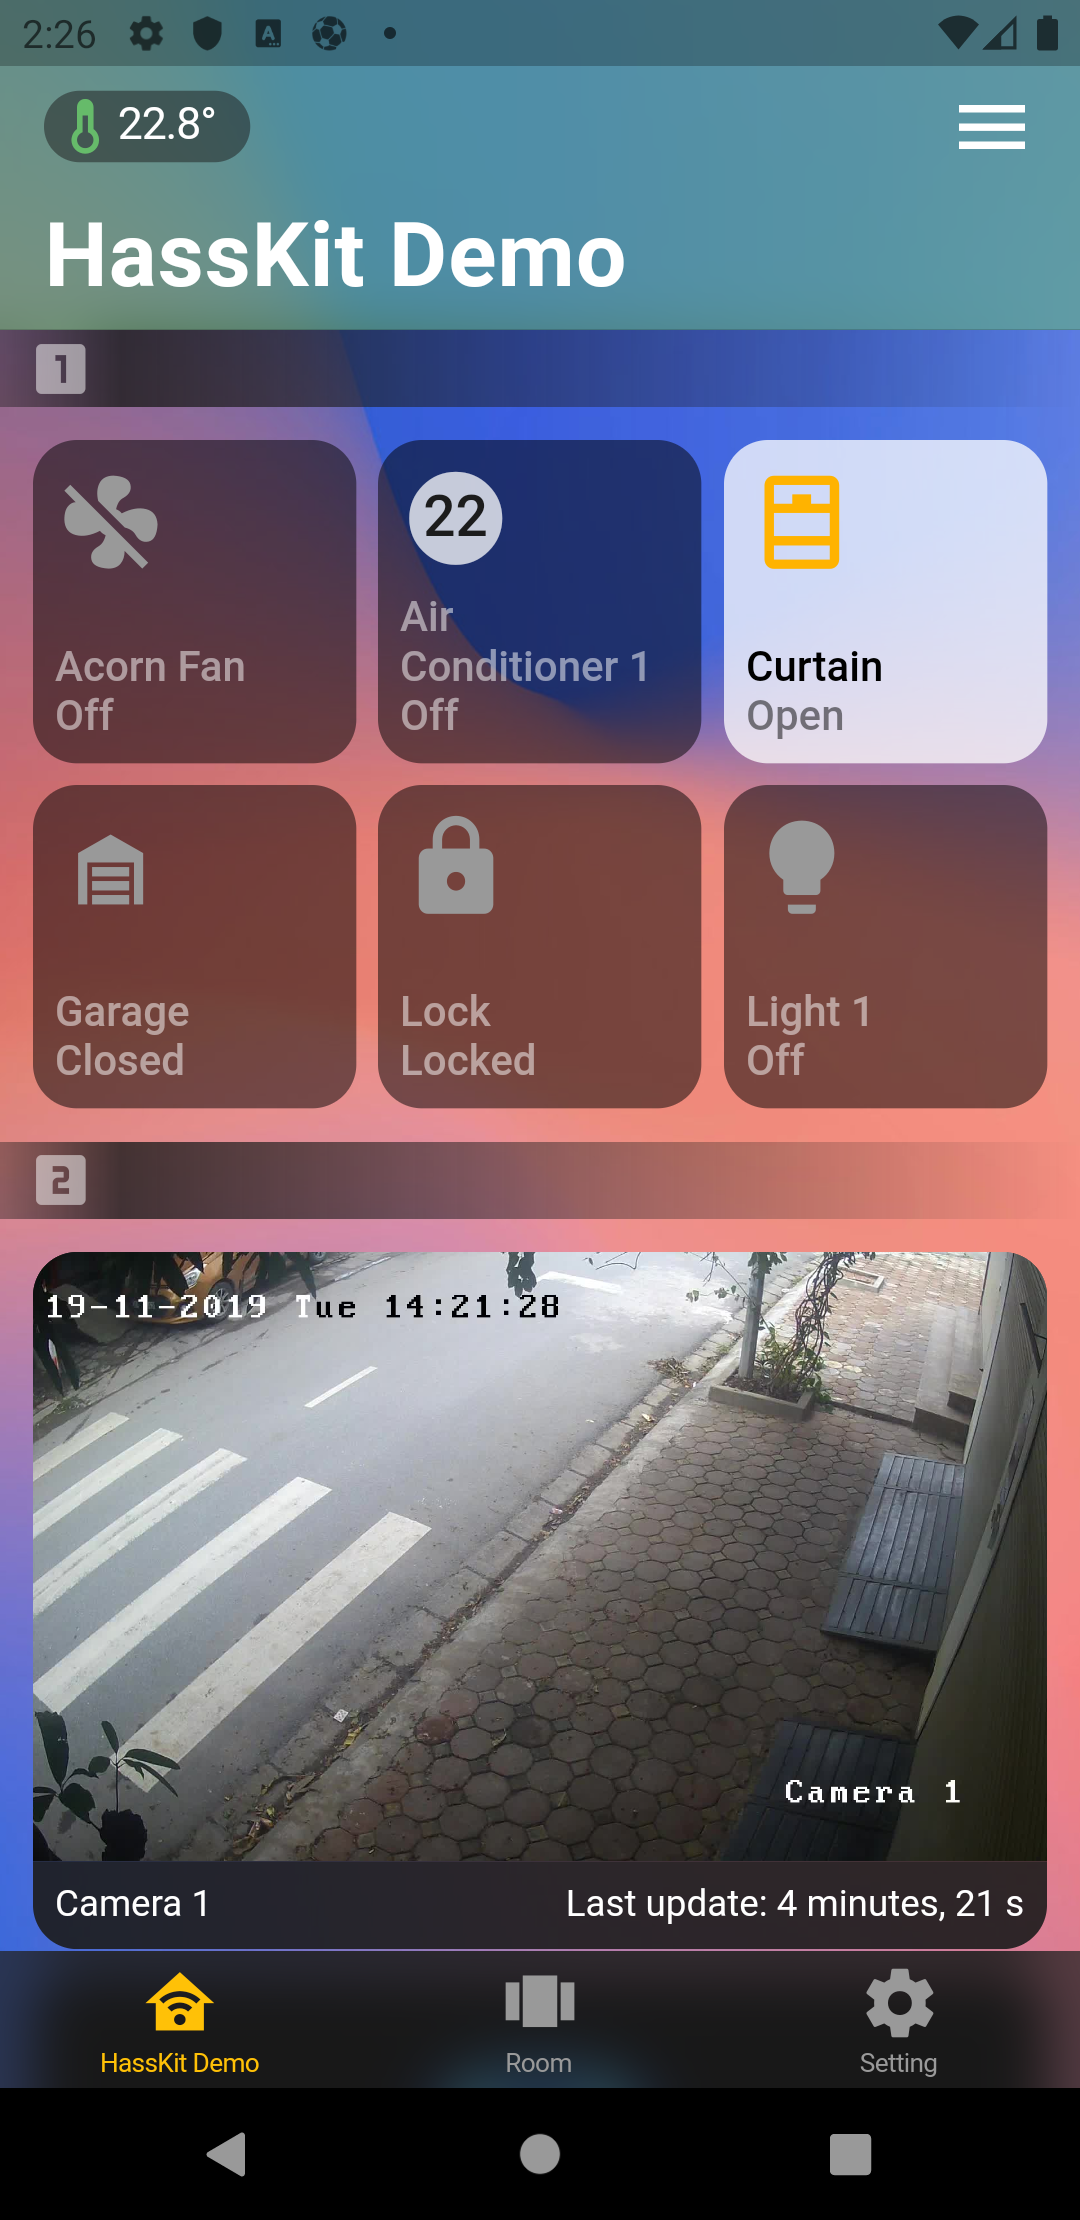 2:26
22.8°
HassKit Demo
1
22
Acorn Fan
Off
Air
Conditioner 1
Off
Curtain
Open
Garage
Closed
Lock
Locked
Light 1
Off
2
19-11-2019 Tue 14:21:28
Camera 1
Camera 1
Last update: 4 minutes, 21 s
HassKit Demo
Room
Setting